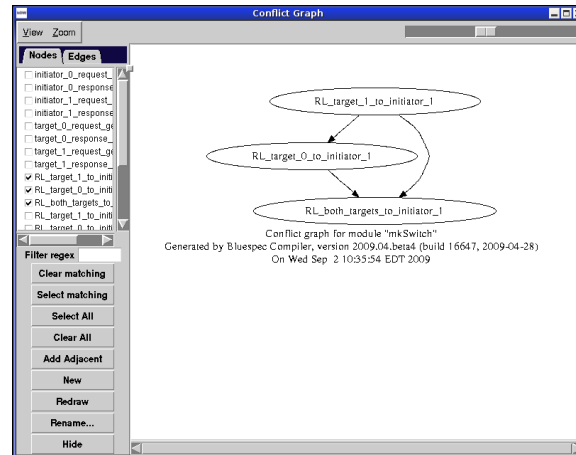 Conflict Graph
View Zoom
Nodes Edges
initiator_0_request_
initiator_0_response
initiator_1_request_
initiator_1_response
target_0_request_ge
target_0_response_
target_1_request_ge
target_1_response_
RL_target_1_to_initi
RL_target_0_to_initi
RL_both_targets_to_
RL_target_1_to_initi
RL_target_0_to_initi
Filter regex
Clear matching
Select matching
Select All
Clear All
Add Adjacent
New
Redraw
Rename...
Hide
RL_target_1_to_initiator_1
RL_target_0_to_initiator_1
RL_both_targets_to_initiator_1
Conflict graph for module "mkSwitch"
Generated by Bluespec Compiler, version 2009.04.beta4 (build 16647, 2009-04-28)
On Wed Sep 2 10:35:54 EDT 2009